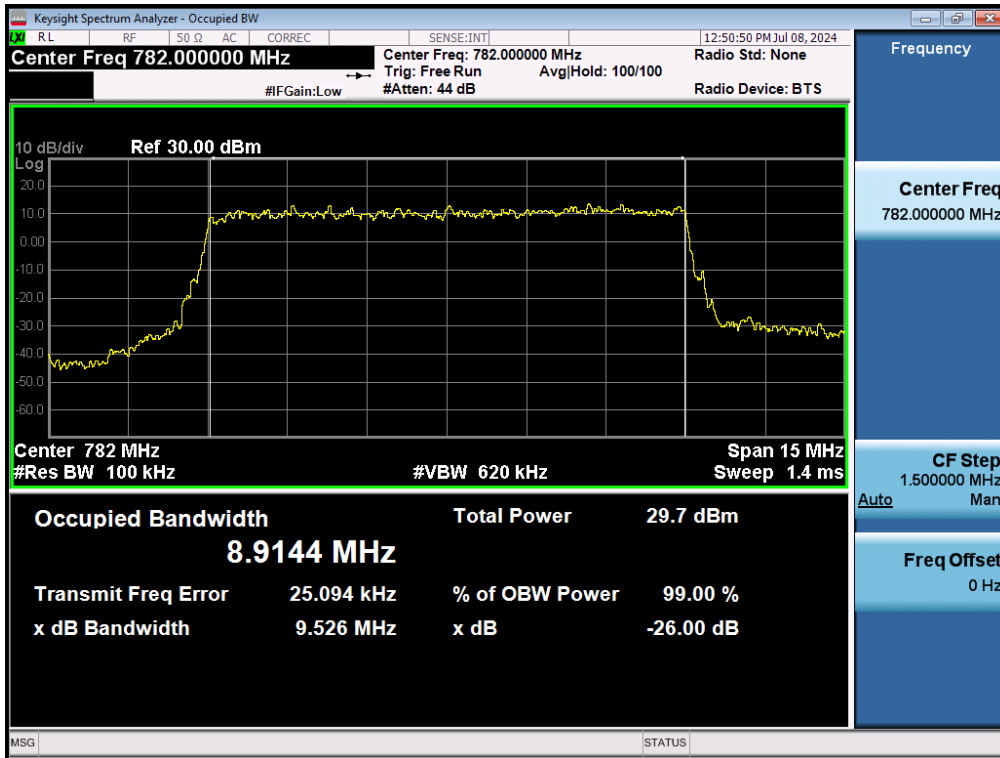 Keysight Spectrum Analyzer - Occupied BW
LXI RL RF 50 Ω AC CORREC SENSE:INT 12:50:50 PM Jul 08, 2024
Center Freq 782.000000 MHz
Center Freq: 782.000000 MHz
Radio Std: None
Trig: Free Run Avg|Hold: 100/100
#IFGain:Low
#Atten: 44 dB
Radio Device: BTS
Frequency
10 dB/div Ref 30.00 dBm
Log
20.0
10.0
0.00
-10.0
-20.0
-30.0
-40.0
-50.0
-60.0
Center 782 MHz Span 15 MHz
#Res BW 100 kHz #VBW 620 kHz Sweep 1.4 ms
Center Freq
782.000000 MHz
CF Step
1.500000 MHz
Auto Man
Freq Offset
0 Hz
Occupied Bandwidth Total Power 29.7 dBm
8.9144 MHz
Transmit Freq Error 25.094 kHz % of OBW Power 99.00 %
x dB Bandwidth 9.526 MHz x dB -26.00 dB
MSG STATUS